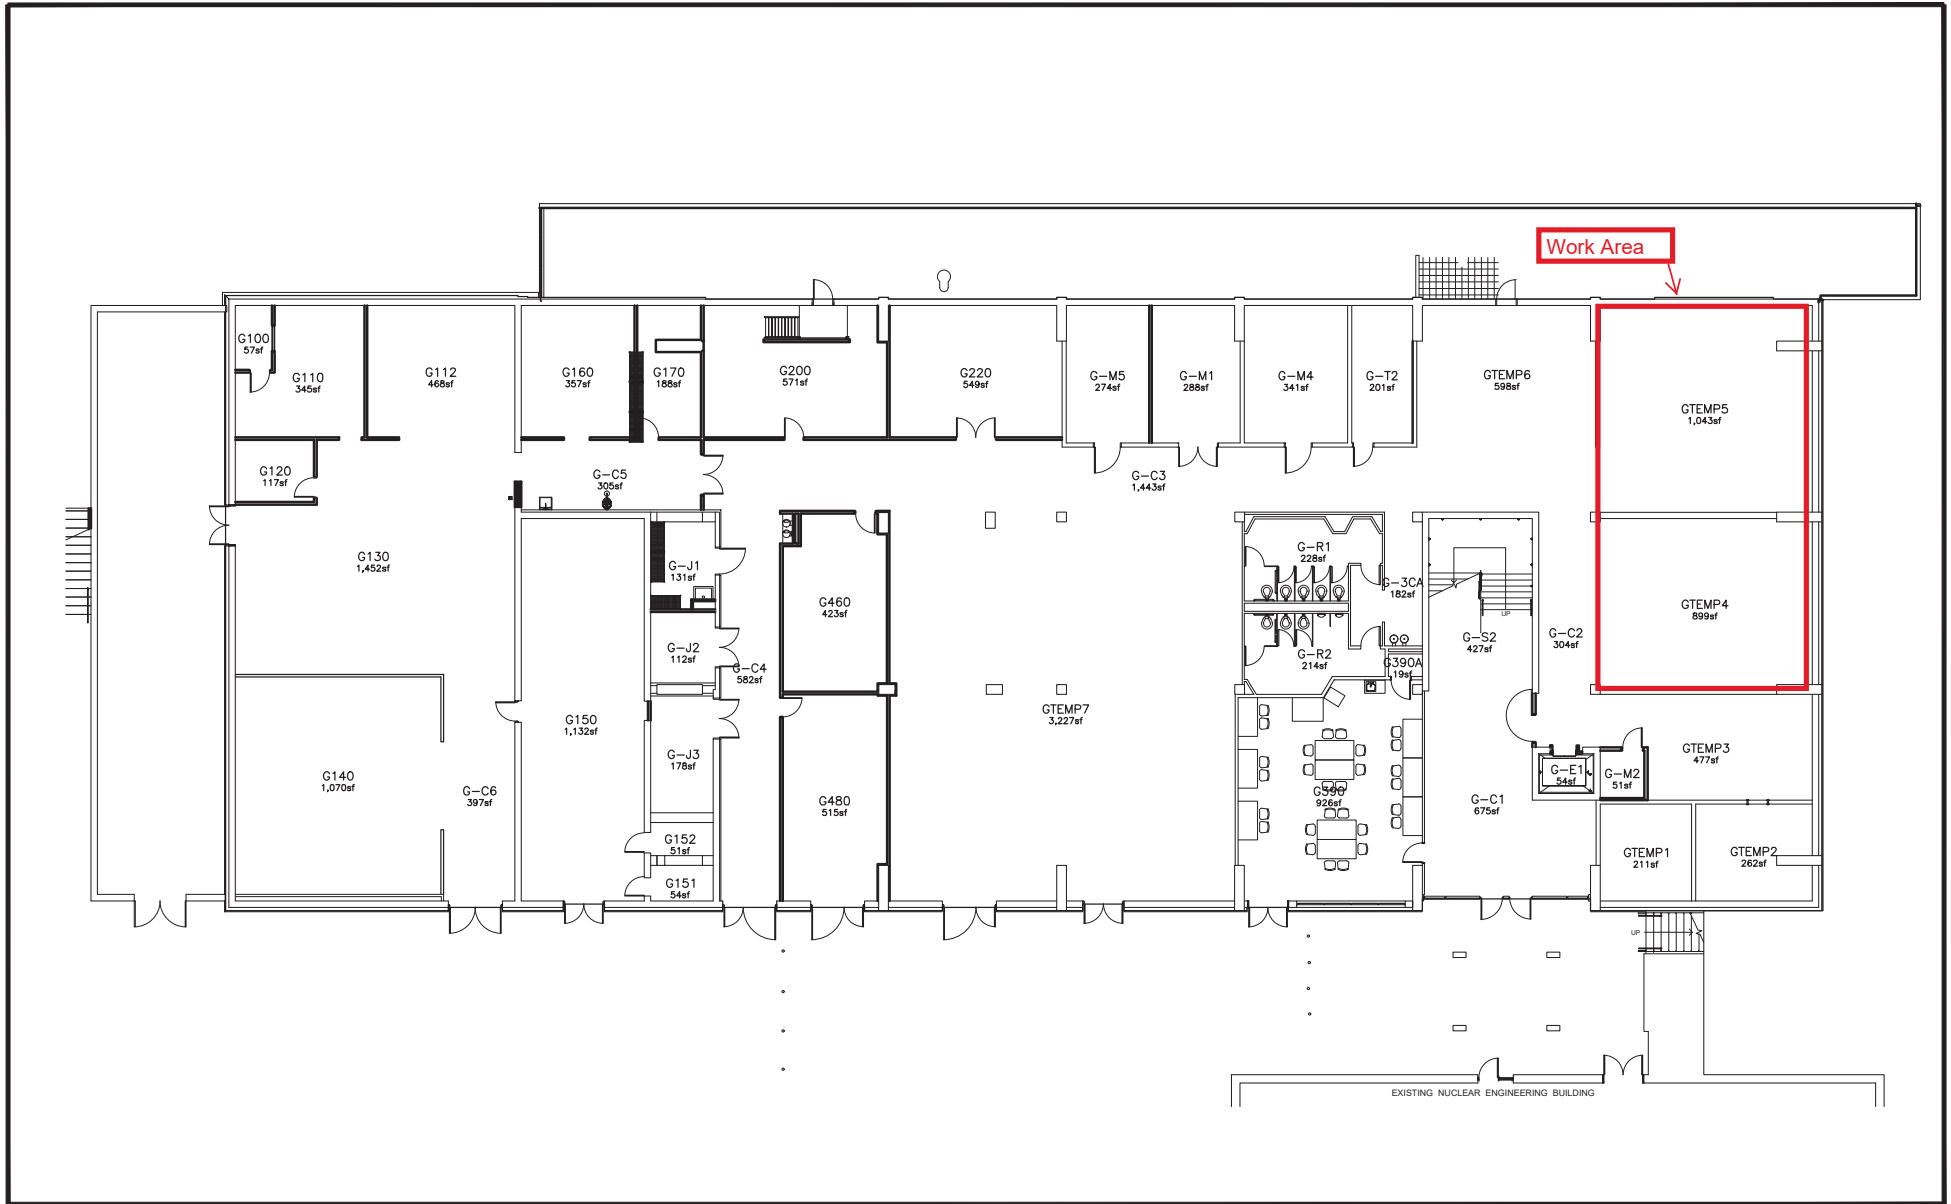 Work Area
G100
57sf
G110
345sf
G112
468sf
G160
357sf
G170
188sf
G200
571sf
G220
549sf
G-M5
274sf
G-M1
288sf
G-M4
341sf
G-T2
201sf
GTEMP6
598sf
GTEMP5
1,043sf
G120
117sf
G-C5
305sf
G-C3
1,443sf
G130
1,452sf
G-J1
131sf
G460
423sf
G-R1
228sf
G-3CA
182sf
UP
GTEMP4
899sf
G-J2
112sf
G-C4
582sf
G-R2
214sf
G390A
19sf
G-S2
427sf
G-C2
304sf
G150
1,132sf
GTEMP7
3,227sf
G-J3
178sf
GTEMP3
477sf
G140
1,070sf
G-C6
397sf
G480
515sf
G390
926sf
G-C1
675sf
G-E1
54sf
G-M2
51sf
G152
51sf
G151
54sf
GTEMP1
211sf
GTEMP2
262sf
UP
EXISTING NUCLEAR ENGINEERING BUILDING